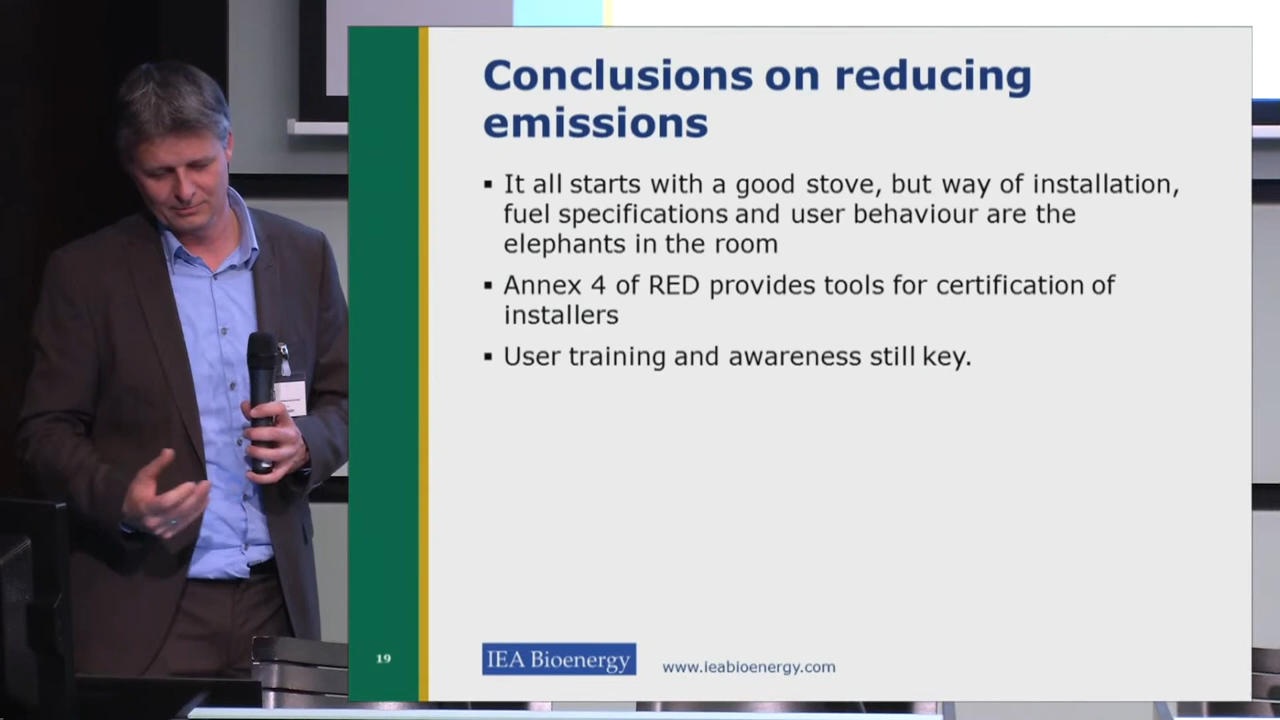 Conclusions on reducing
emissions
▪ It all starts with a good stove, but way of installation,
fuel specifications and user behaviour are the
elephants in the room
▪ Annex 4 of RED provides tools for certification of
installers
▪ User training and awareness still key.
19
IEA Bioenergy
www.ieabioenergy.com